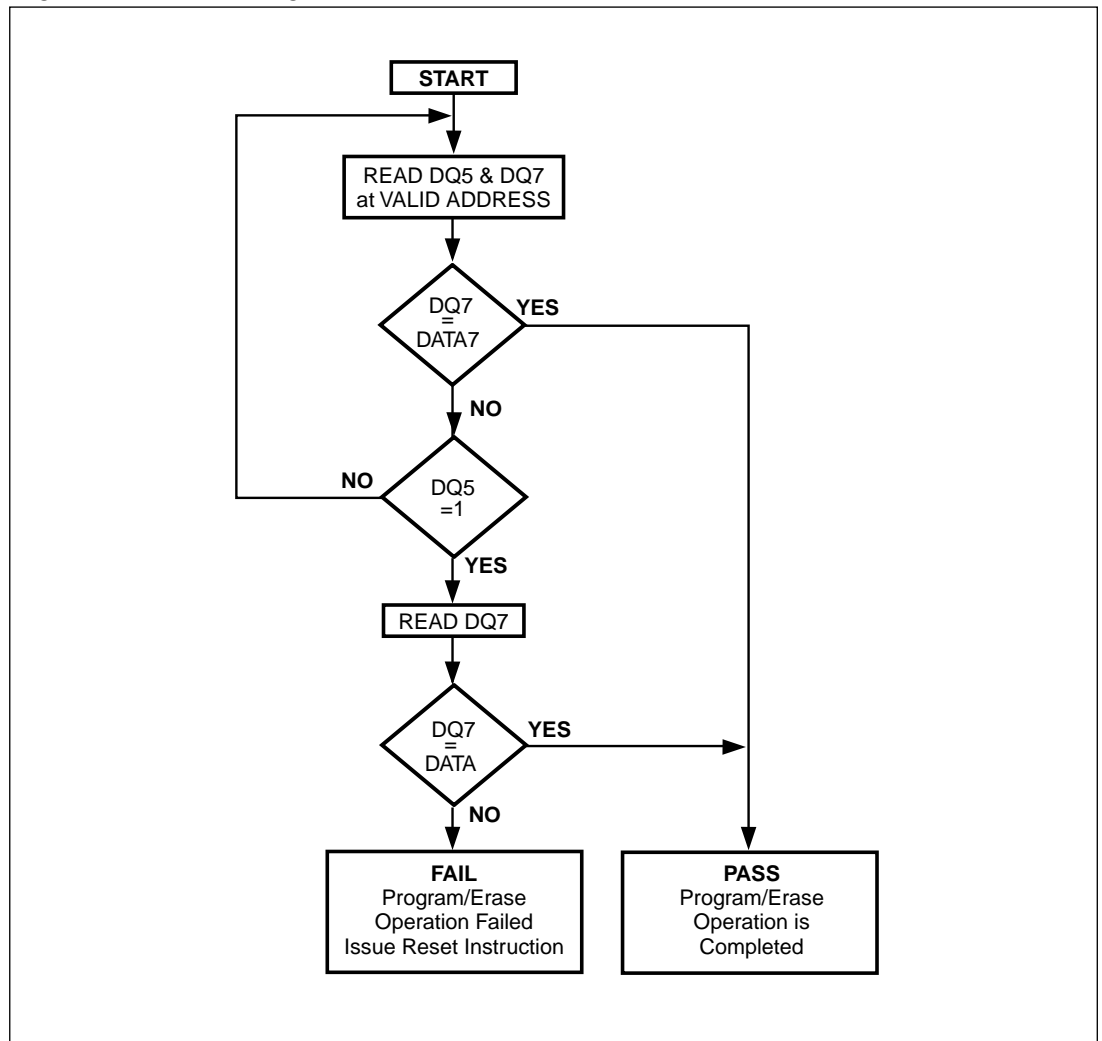 START
READ DQ5 & DQ7
at VALID ADDRESS
DQ7
=
DATA7
YES
NO
DQ5
=1
NO
YES
READ DQ7
DQ7
=
DATA
YES
NO
FAIL
Program/Erase
Operation Failed
Issue Reset Instruction
PASS
Program/Erase
Operation is
Completed